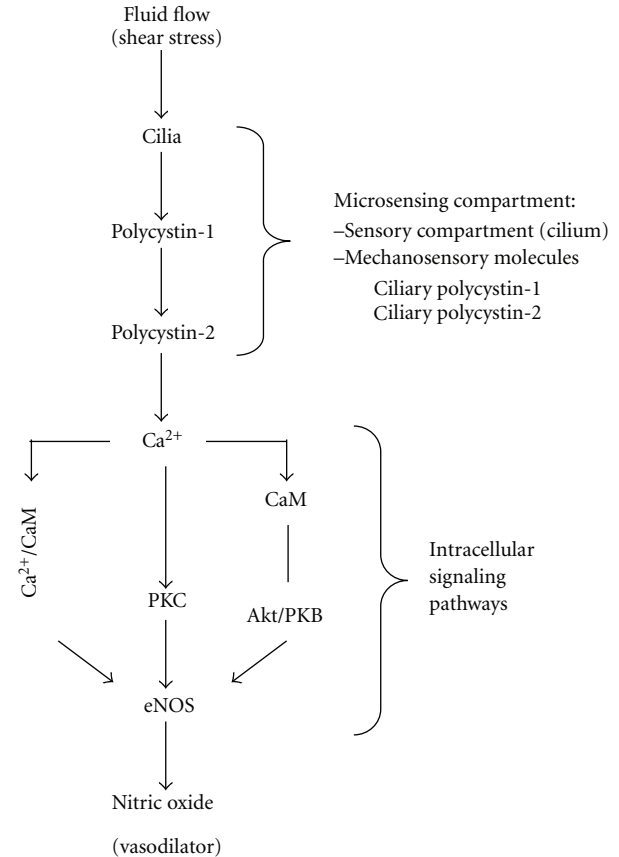 Fluid flow
(shear stress)
Cilia
Polycystin-1
Polycystin-2
Microsensing compartment:
–Sensory compartment (cilium)
–Mechanosensory molecules
Ciliary polycystin-1
Ciliary polycystin-2
Ca²⁺
Ca²⁺/CaM
PKC
CaM
Akt/PKB
eNOS
Intracellular
signaling
pathways
Nitric oxide
(vasodilator)